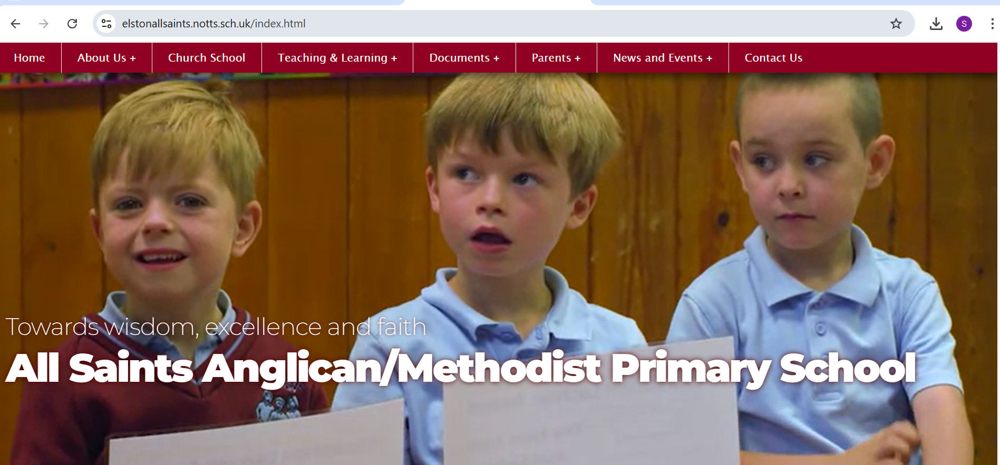 elstonallsaints.notts.sch.uk/index.html
S
Home
About Us +
Church School
Teaching & Learning +
Documents +
Parents +
News and Events +
Contact Us
Towards wisdom, excellence and faith
All Saints Anglican/Methodist Primary School